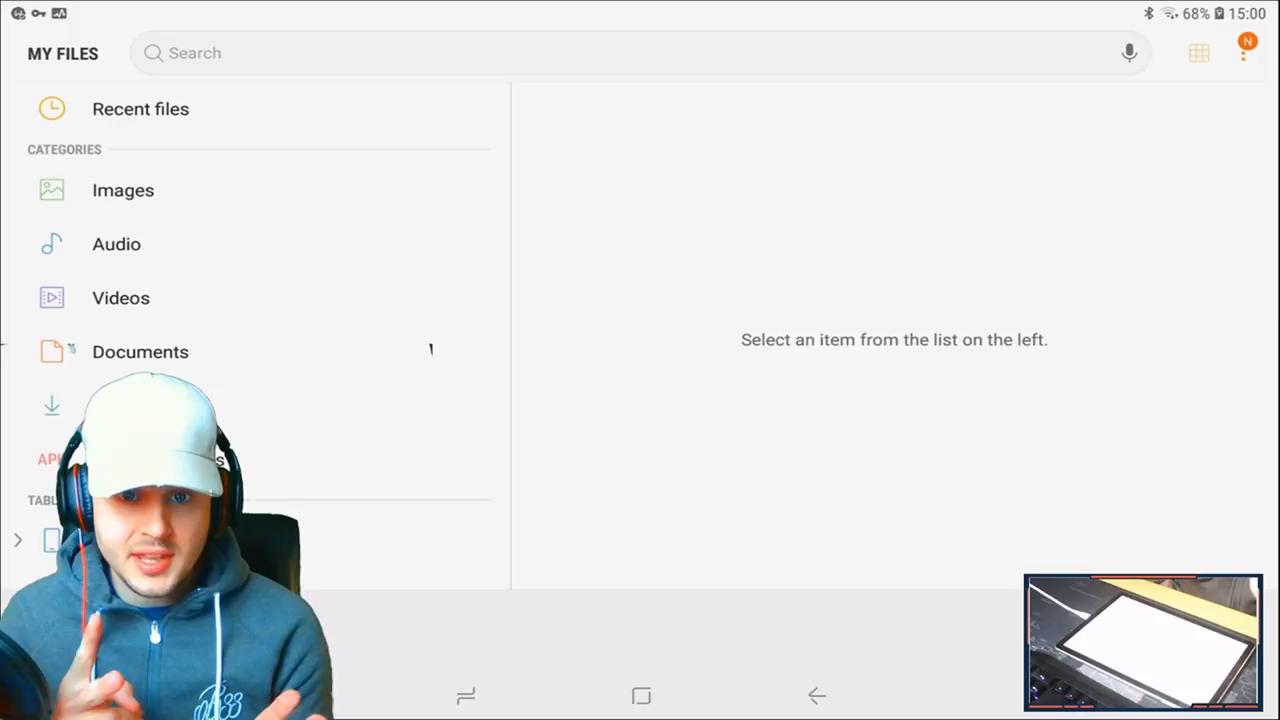 68% 15:00
MY FILES
Search
N
Recent files
CATEGORIES
Images
Audio
Videos
Documents
Select an item from the list on the left.